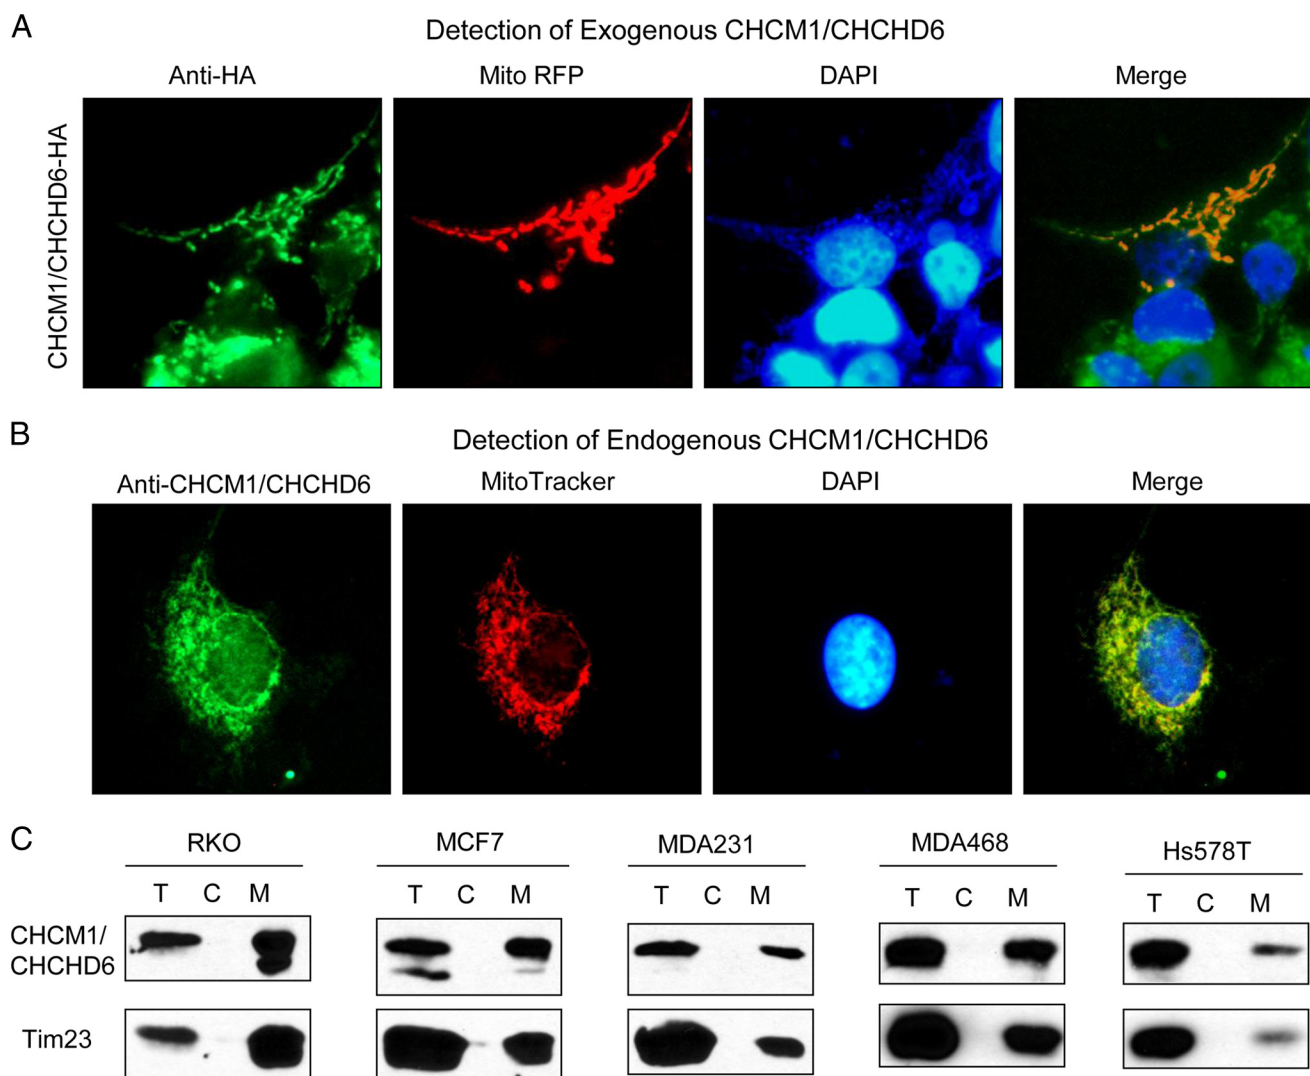 A
Detection of Exogenous CHCM1/CHCHD6
Anti-HA Mito RFP DAPI Merge
CHCM1/CHCHD6-HA
B
Detection of Endogenous CHCM1/CHCHD6
Anti-CHCM1/CHCHD6 MitoTracker DAPI Merge
C
RKO MCF7 MDA231 MDA468 Hs578T
T C M T C M T C M T C M T C M
CHCM1/
CHCHD6
Tim23